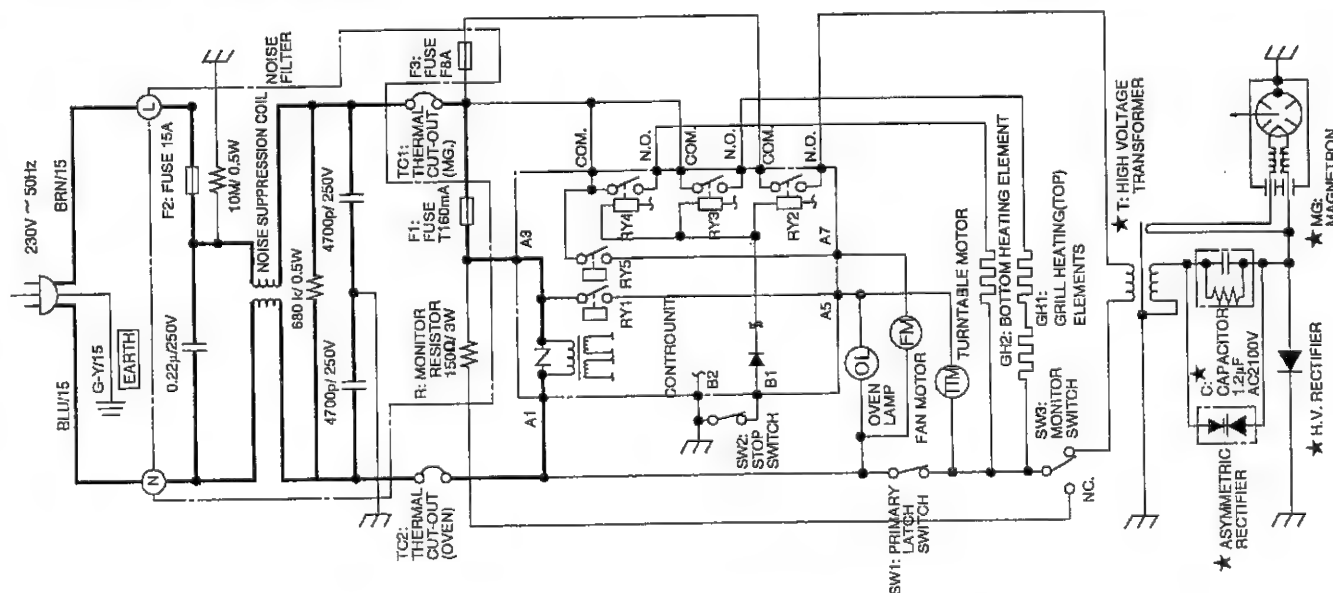 230V ~ 50Hz
BLU/15
BRN/15
G-Y/15
EARTH
N
L
F2: FUSE 15A
0.22μ/250V
10M/ 0.5W
NOISE SUPPRESSION COIL
NOISE
FILTER
680 k/ 0.5W
4700p/ 250V
4700p/ 250V
TC2:
THERMAL
CUT-OUT
(OVEN)
TC1:
THERMAL
CUT-OUT
(MG.)
F3:
FUSE
F8A
R: MONITOR
RESISTOR
150Ω/ 3W
F1:
FUSE
T160mA
A1
A3
CONTROUNIT
RY1
RY5
RY4
RY3
RY2
COM.
N.O.
COM.
N.O.
COM.
N.O.
B2
B1
SW2:
STOP
SWITCH
A5
A7
OL
OVEN
LAMP
FM
FAN MOTOR
TTM
TURNTABLE MOTOR
SW1: PRIMARY
LATCH
SWITCH
GH2: BOTTOM HEATING ELEMENT
GH1:
GRILL HEATING(TOP)
ELEMENTS
SW3:
MONITOR
SWITCH
NC.
★ T: HIGH VOLTAGE
TRANSFORMER
C:★
CAPACITOR
1.2μF
AC2100V
★ ASYMMETRIC
RECTIFIER
★ H.V. RECTIFIER
★ MG:
MAGNETRON